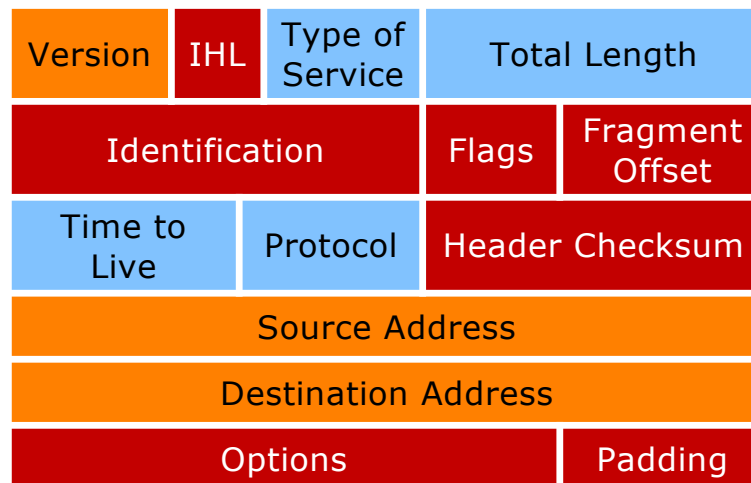 Version
IHL
Type of
Service
Total Length
Identification
Flags
Fragment
Offset
Time to
Live
Protocol
Header Checksum
Source Address
Destination Address
Options
Padding